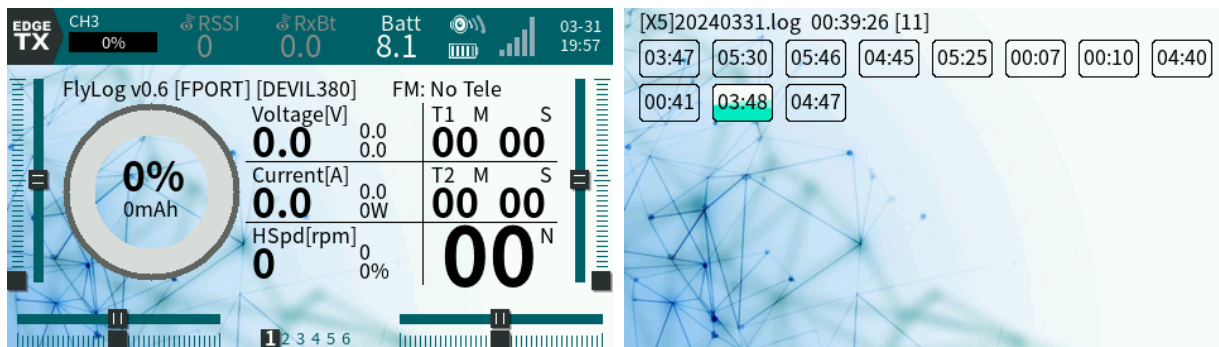 EDGE TX CH3 0% RSSI 0 RxBt 0.0 Batt 8.1 03-31 19:57
FlyLog v0.6 [FPORT] [DEVIL380] FM: No Tele
Voltage[V] T1 M S
0.0 0.0 0.0 00 00
0% 0mAh
Current[A] T2 M S
0.0 0.0 0W 00 00
HSpd[rpm] 00 N
0 0 0%
1 2 3 4 5 6
[X5]20240331.log 00:39:26 [11]
03:47 05:30 05:46 04:45 05:25 00:07 00:10 04:40
00:41 03:48 04:47